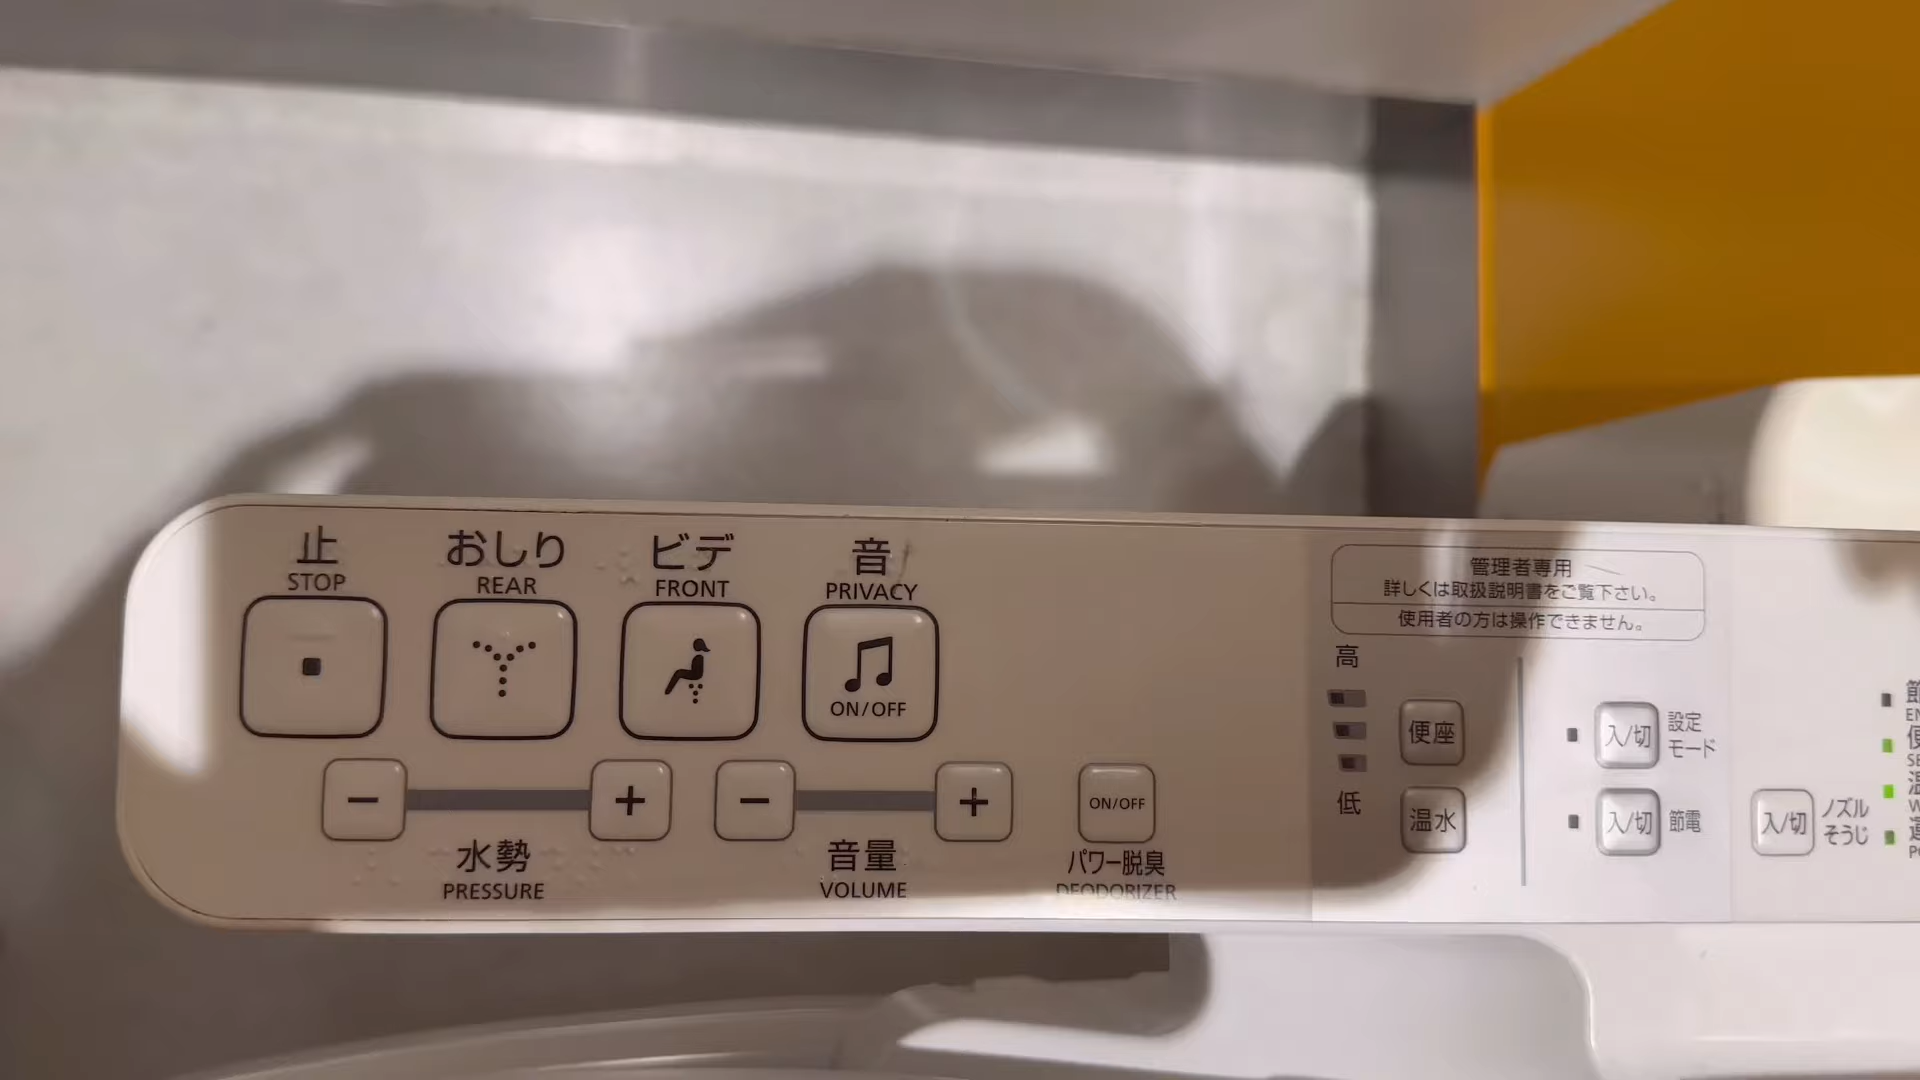 止
STOP
おしり
REAR
ビデ
FRONT
音
PRIVACY
ON/OFF
水勢
PRESSURE
音量
VOLUME
ON/OFF
パワー脱臭
DEODORIZER
管理者専用
詳しくは取扱説明書をご覧下さい。
使用者の方は操作できません。
高
低
便座
温水
入/切
設定
モード
入/切
節電
入/切
ノズル
そうじ